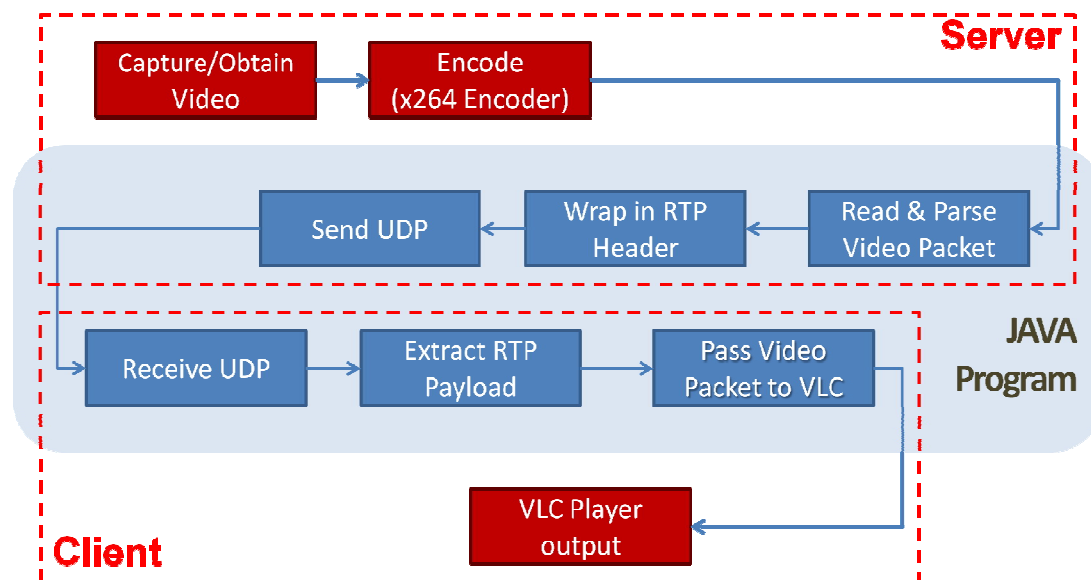 Server
Capture/Obtain
Video
Encode
(x264 Encoder)
Send UDP
Wrap in RTP
Header
Read & Parse
Video Packet
Receive UDP
Extract RTP
Payload
Pass Video
Packet to VLC
JAVA
Program
VLC Player
output
Client